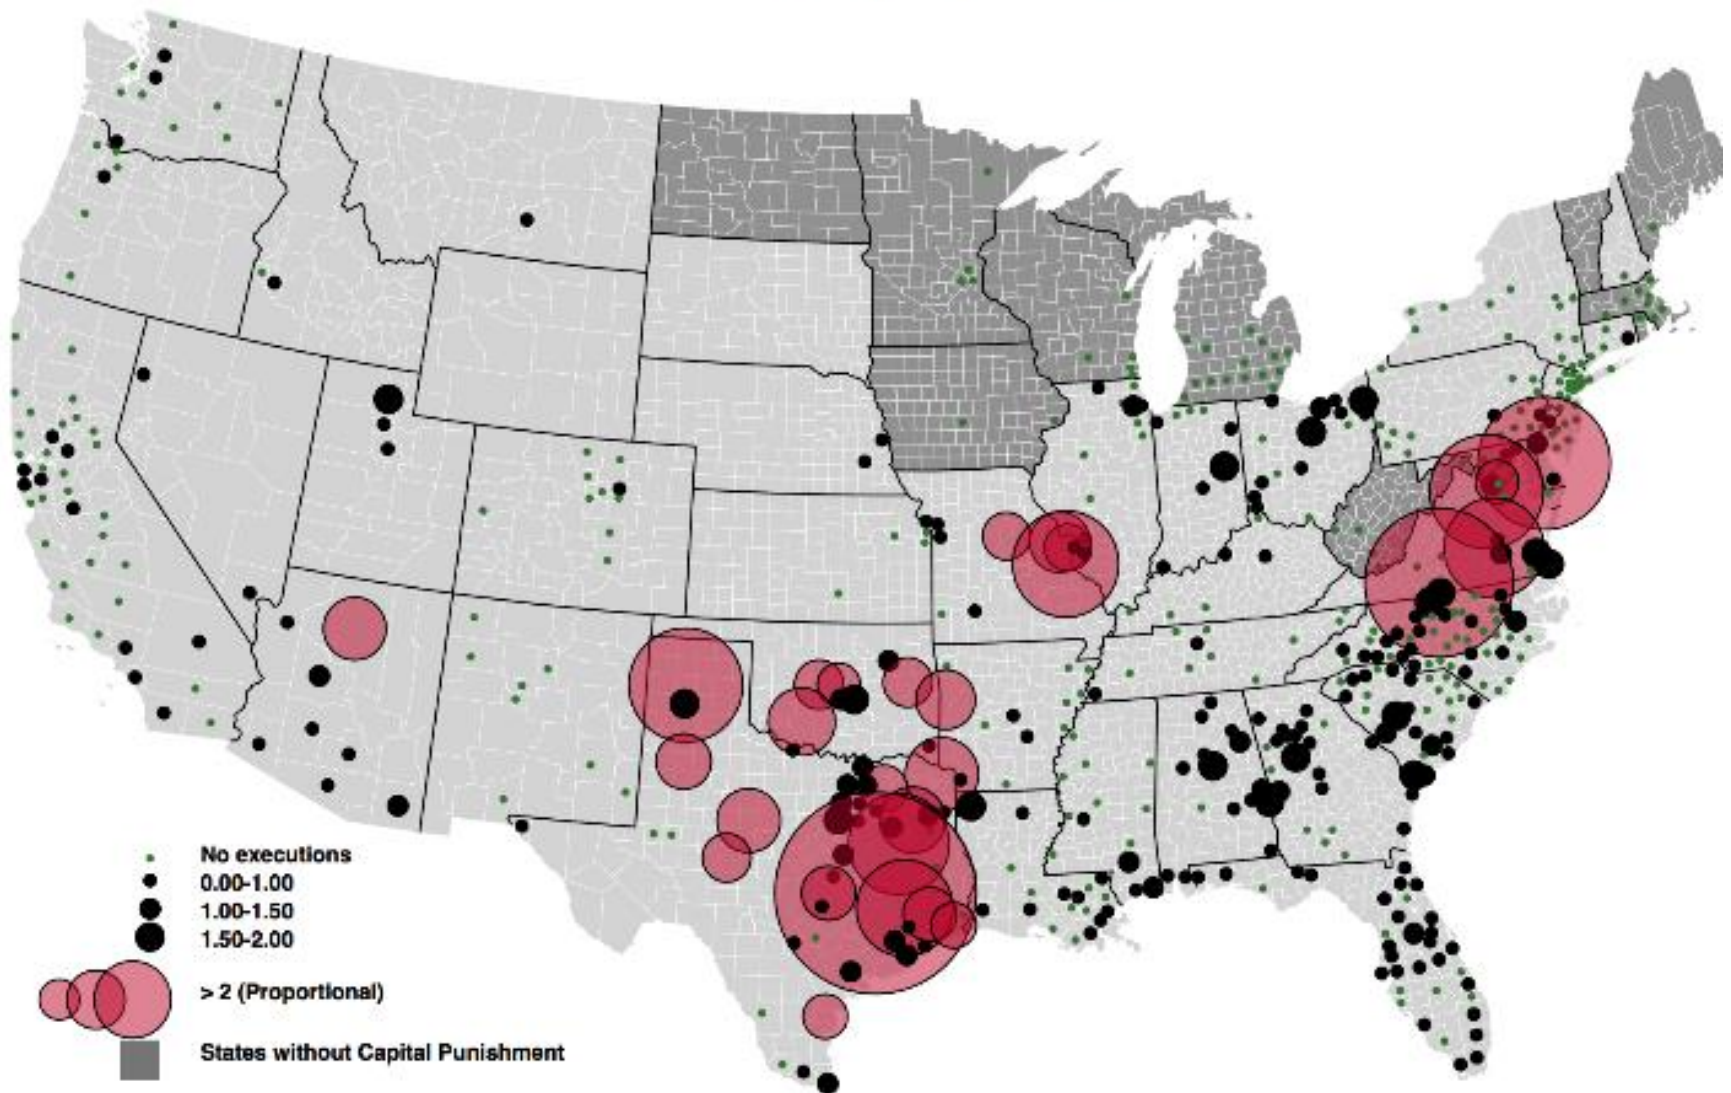 No executions
0.00-1.00
1.00-1.50
1.50-2.00
> 2 (Proportional)
States without Capital Punishment